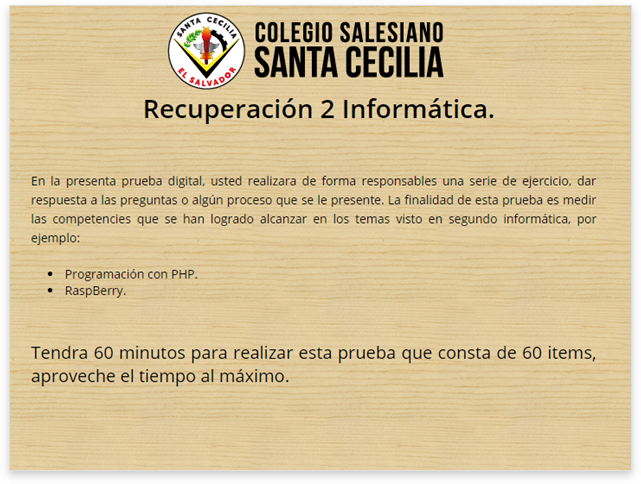 SANTA CECILIA
EL SALVADOR
COLEGIO SALESIANO
SANTA CECILIA
Recuperación 2 Informática.
En la presenta prueba digital, usted realizara de forma responsables una serie de ejercicio, dar
respuesta a las preguntas o algún proceso que se le presente. La finalidad de esta prueba es medir
las competencies que se han logrado alcanzar en los temas visto en segundo informática, por
ejemplo:
• Programación con PHP.
• RaspBerry.
Tendra 60 minutos para realizar esta prueba que consta de 60 items,
aproveche el tiempo al máximo.